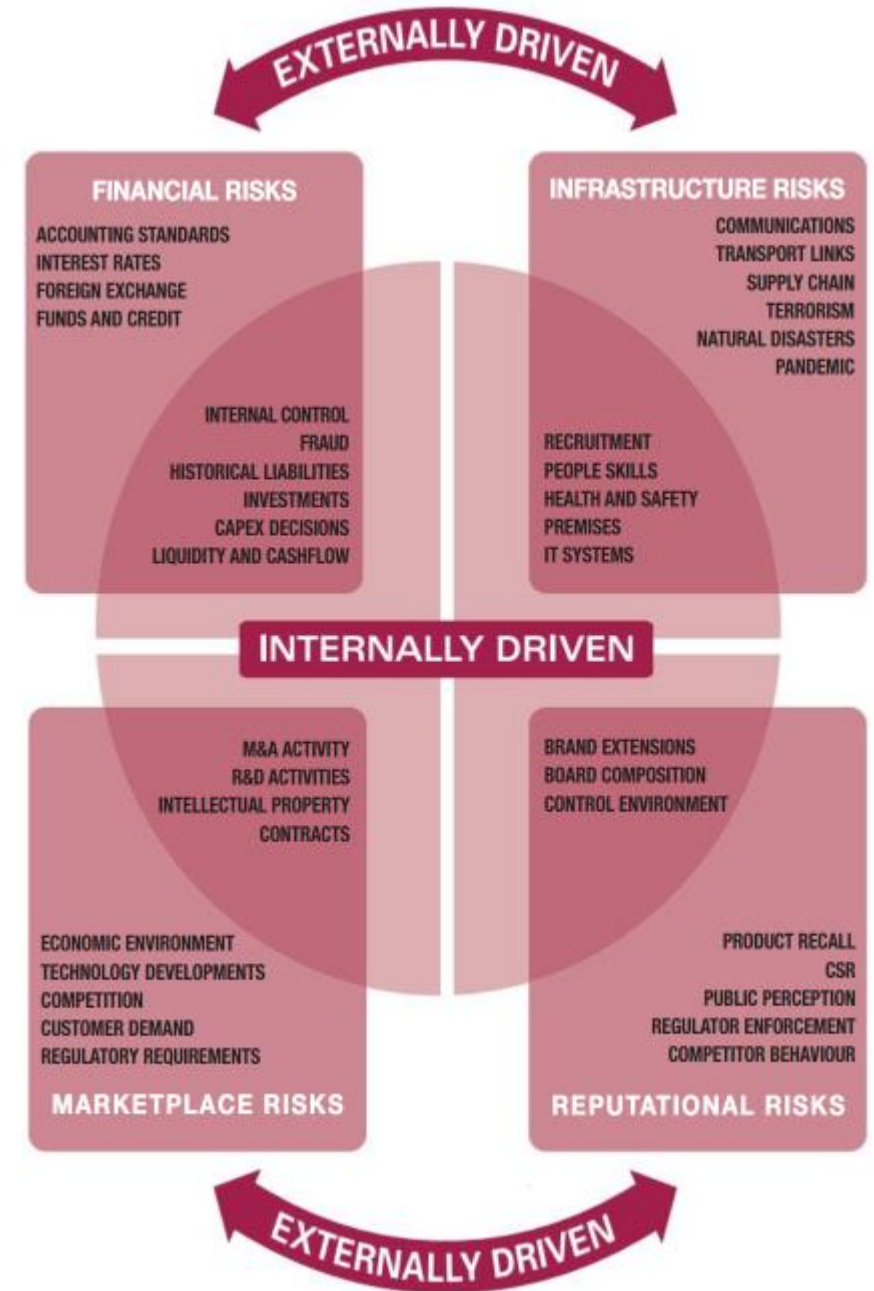 EXTERNALLY DRIVEN
FINANCIAL RISKS
ACCOUNTING STANDARDS
INTEREST RATES
FOREIGN EXCHANGE
FUNDS AND CREDIT
INTERNAL CONTROL
FRAUD
HISTORICAL LIABILITIES
INVESTMENTS
CAPEX DECISIONS
LIQUIDITY AND CASHFLOW
INFRASTRUCTURE RISKS
COMMUNICATIONS
TRANSPORT LINKS
SUPPLY CHAIN
TERRORISM
NATURAL DISASTERS
PANDEMIC
RECRUITMENT
PEOPLE SKILLS
HEALTH AND SAFETY
PREMISES
IT SYSTEMS
INTERNALLY DRIVEN
M&A ACTIVITY
R&D ACTIVITIES
INTELLECTUAL PROPERTY
CONTRACTS
ECONOMIC ENVIRONMENT
TECHNOLOGY DEVELOPMENTS
COMPETITION
CUSTOMER DEMAND
REGULATORY REQUIREMENTS
MARKETPLACE RISKS
BRAND EXTENSIONS
BOARD COMPOSITION
CONTROL ENVIRONMENT
PRODUCT RECALL
CSR
PUBLIC PERCEPTION
REGULATOR ENFORCEMENT
COMPETITOR BEHAVIOUR
REPUTATIONAL RISKS
EXTERNALLY DRIVEN